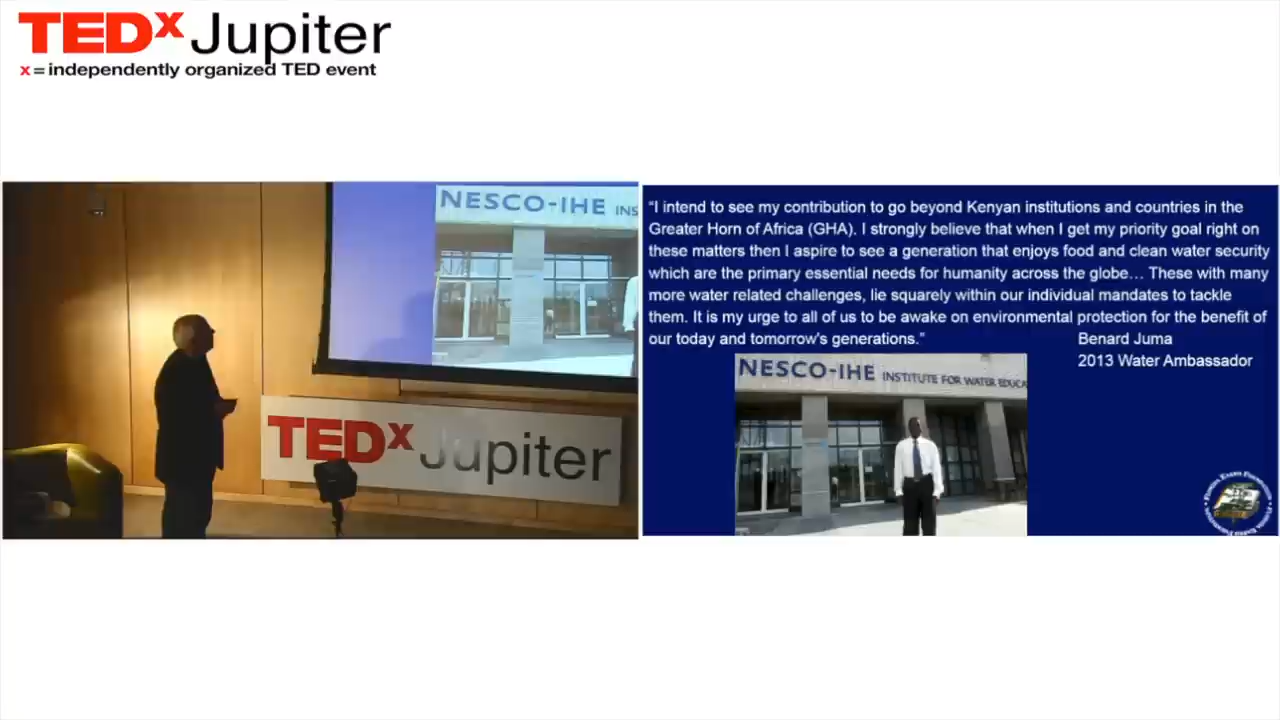 TEDx Jupiter
x = independently organized TED event
NESCO-IHE INS
TEDx Jupiter
“I intend to see my contribution to go beyond Kenyan institutions and countries in the
Greater Horn of Africa (GHA). I strongly believe that when I get my priority goal right on
these matters then I aspire to see a generation that enjoys food and clean water security
which are the primary essential needs for humanity across the globe… These with many
more water related challenges, lie squarely within our individual mandates to tackle
them. It is my urge to all of us to be awake on environmental protection for the benefit of
our today and tomorrow's generations.”
Benard Juma
2013 Water Ambassador
NESCO-IHE INSTITUTE FOR WATER EDUCA